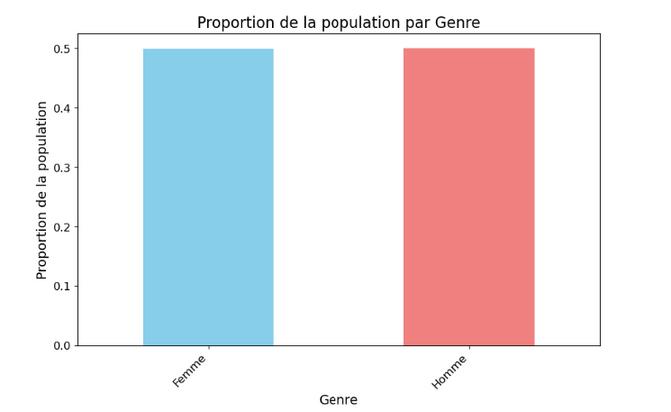 Proportion de la population par Genre
Proportion de la population
0.5
0.4
0.3
0.2
0.1
0.0
Femme
Homme
Genre